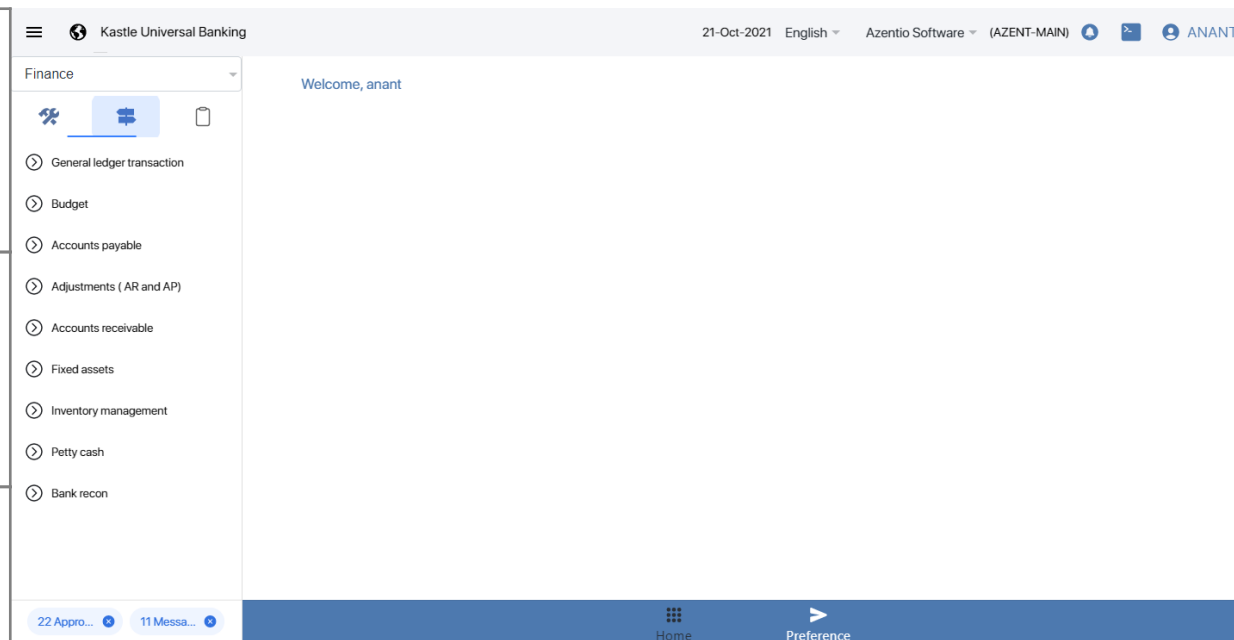 Kastle Universal Banking 21-Oct-2021 English Azentio Software (AZENT-MAIN) ANANT
Finance
Welcome, anant
General ledger transaction
Budget
Accounts payable
Adjustments ( AR and AP)
Accounts receivable
Fixed assets
Inventory management
Petty cash
Bank recon
22 Appro... 11 Messa...
Home Preference